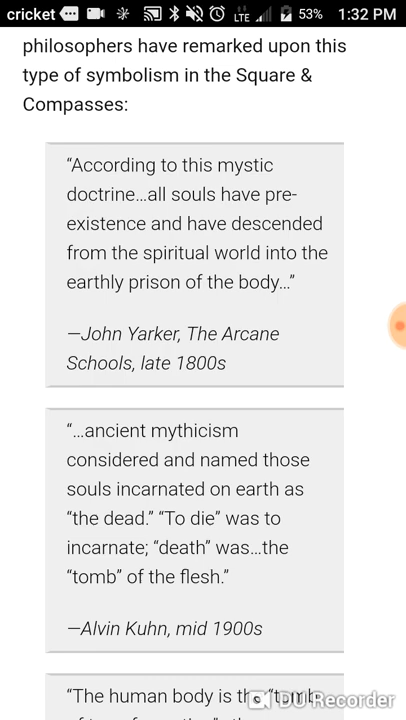 cricket LTE 53% 1:32 PM
philosophers have remarked upon this
type of symbolism in the Square &
Compasses:
“According to this mystic
doctrine…all souls have pre-
existence and have descended
from the spiritual world into the
earthly prison of the body…”
—John Yarker, The Arcane
Schools, late 1800s
“…ancient mythicism
considered and named those
souls incarnated on earth as
“the dead.” “To die” was to
incarnate; “death” was…the
“tomb” of the flesh.”
—Alvin Kuhn, mid 1900s
“The human body is the “tomb
DU Recorder